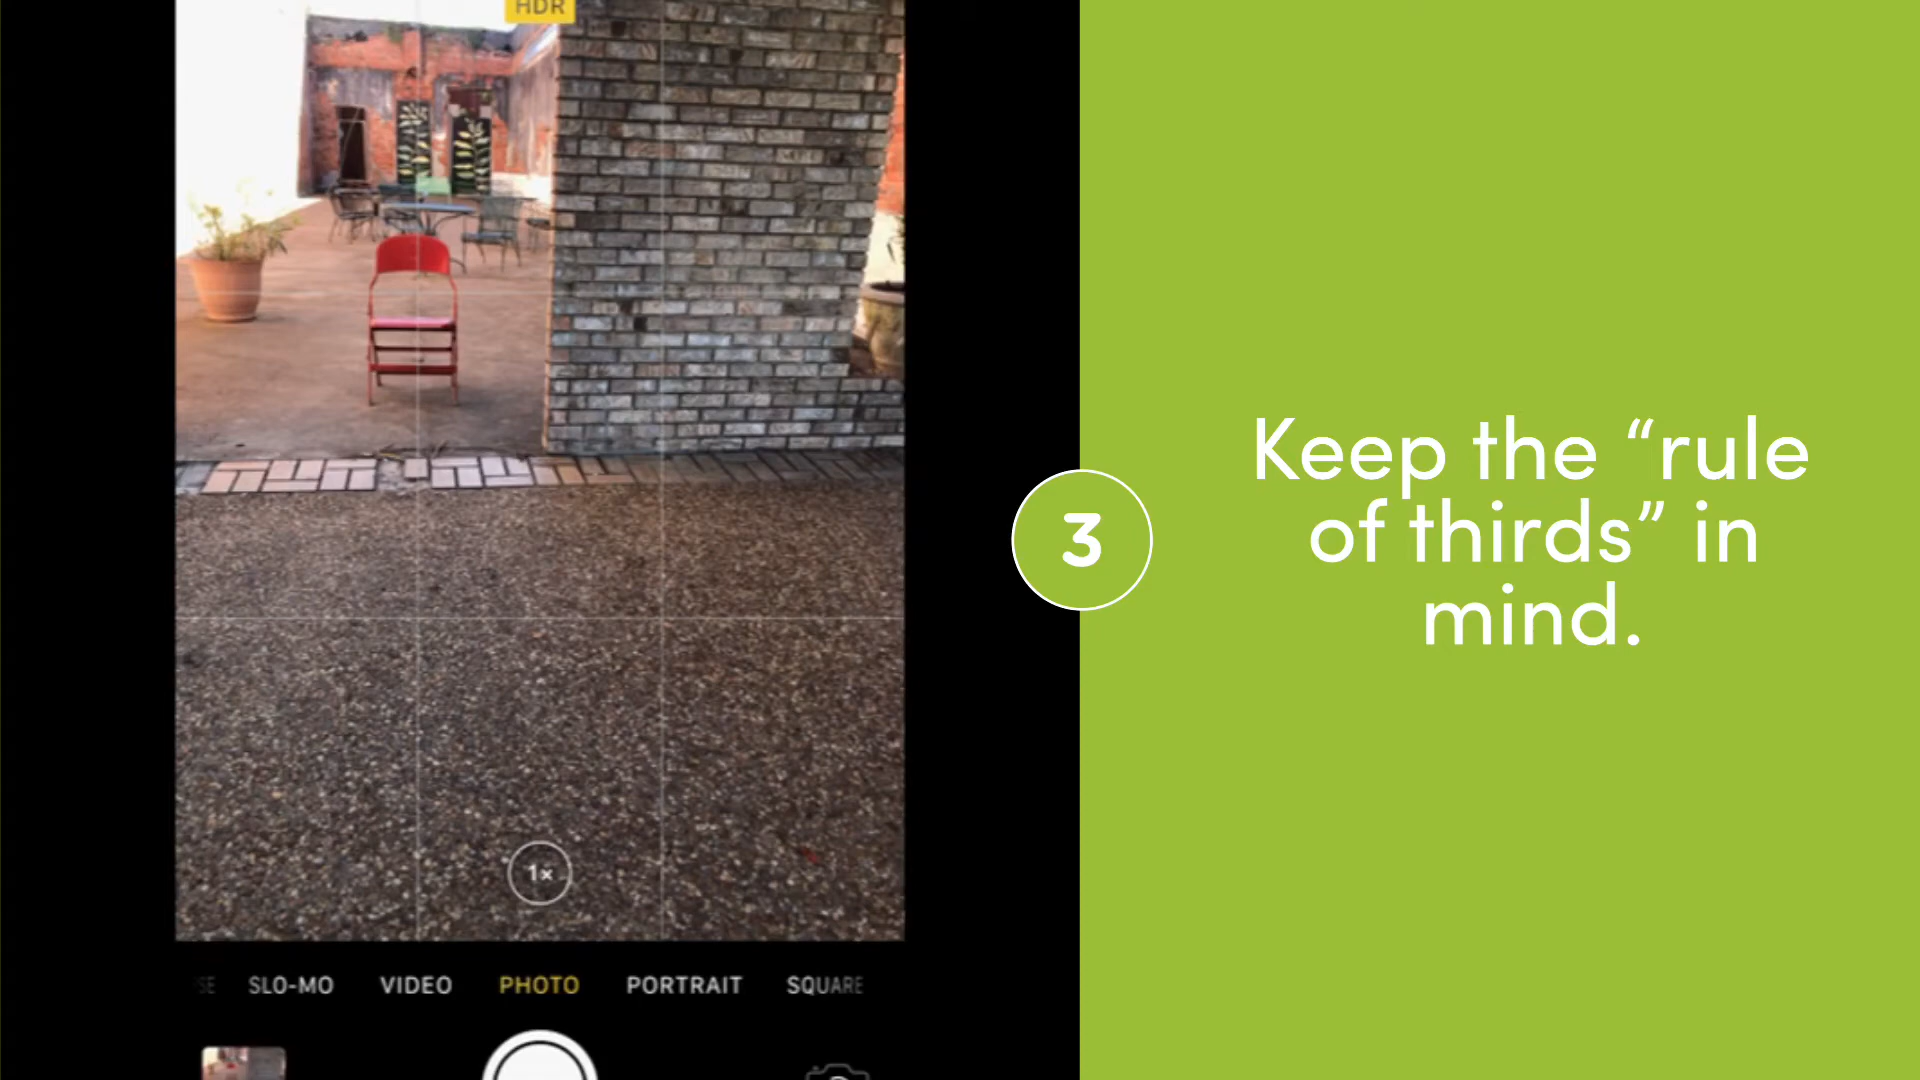 HDR
1×
SLO-MO VIDEO PHOTO PORTRAIT SQUARE
3
Keep the “rule
of thirds” in
mind.